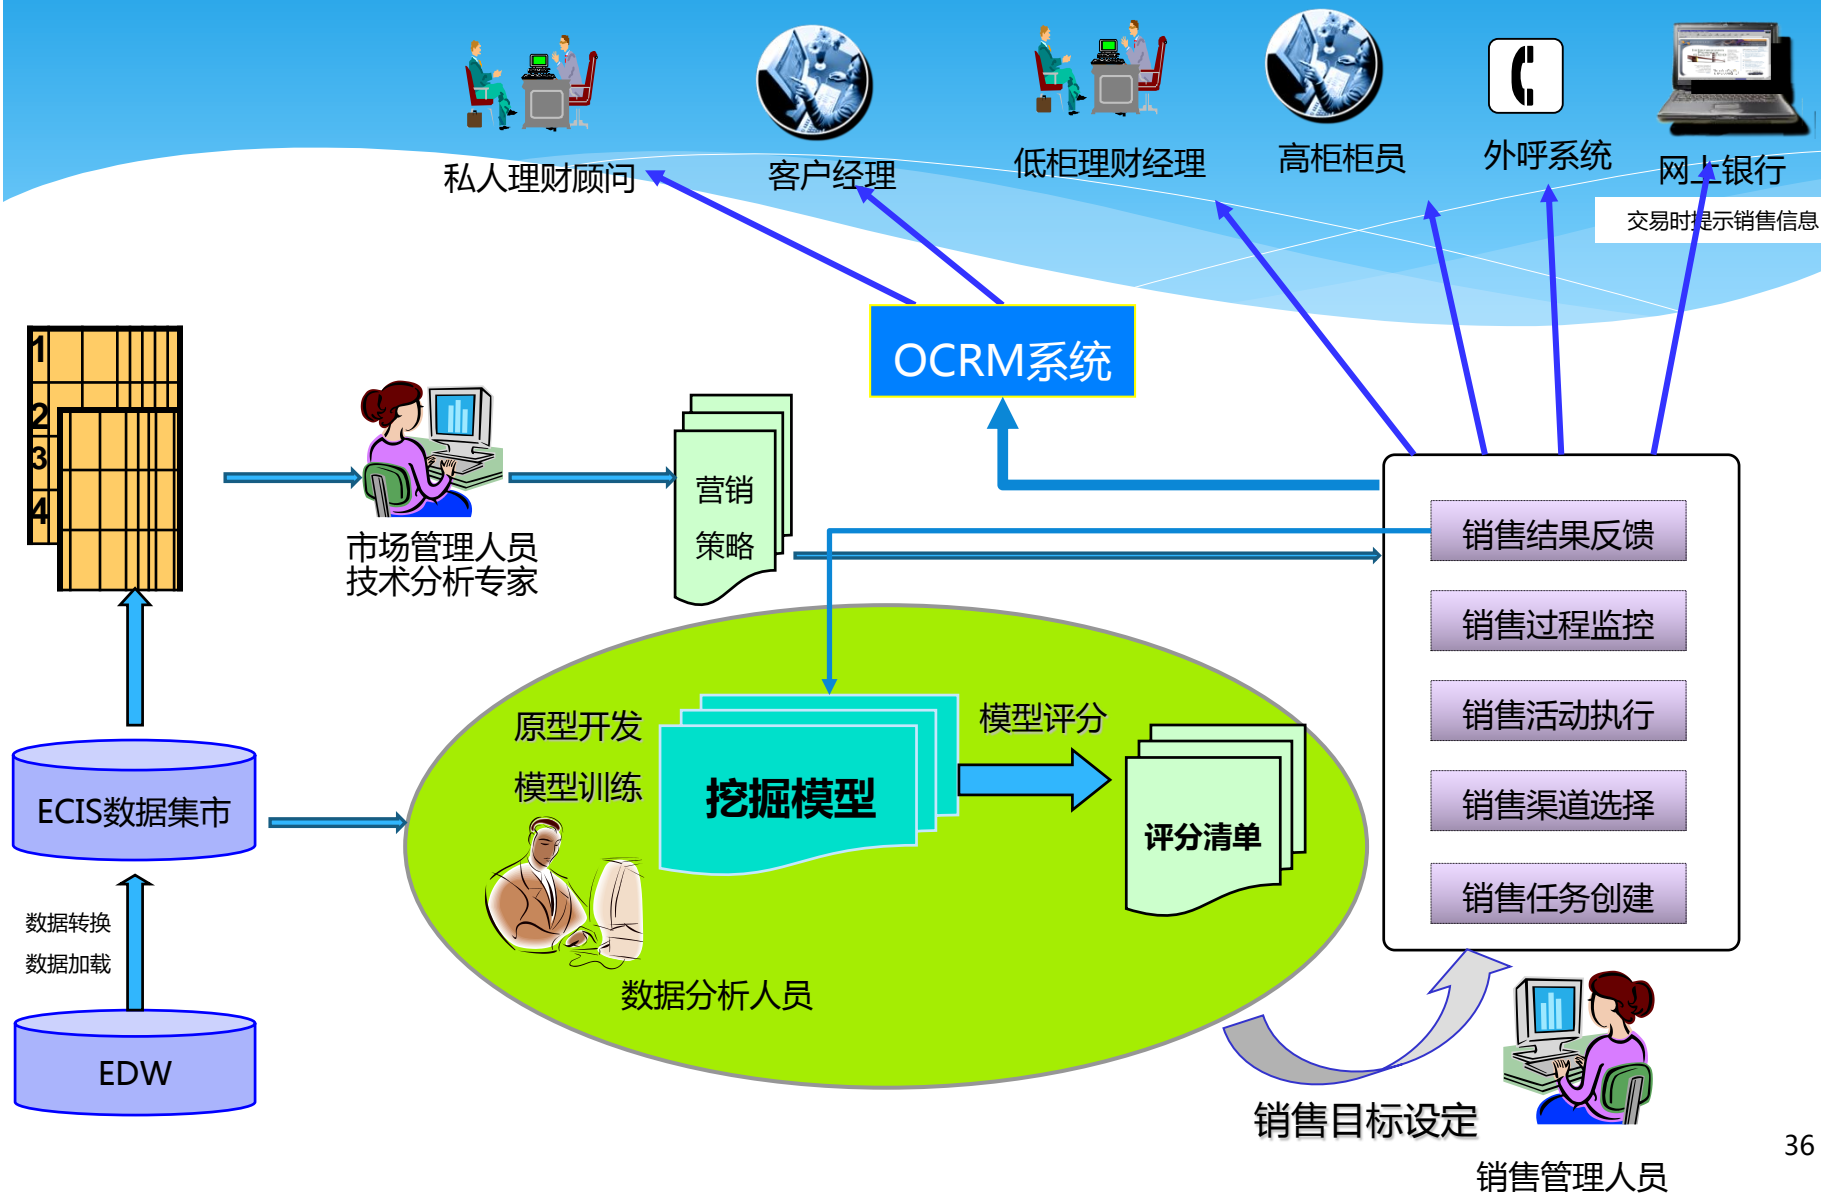 私人理财顾问
客户经理
低柜理财经理
高柜柜员
外呼系统
网上银行
交易时提示销售信息
OCRM系统
1
2
3
4
市场管理人员
技术分析专家
营销
策略
销售结果反馈
销售过程监控
销售活动执行
销售渠道选择
销售任务创建
原型开发
模型训练
挖掘模型
模型评分
评分清单
数据分析人员
ECIS数据集市
数据转换
数据加载
EDW
销售目标设定
销售管理人员
36